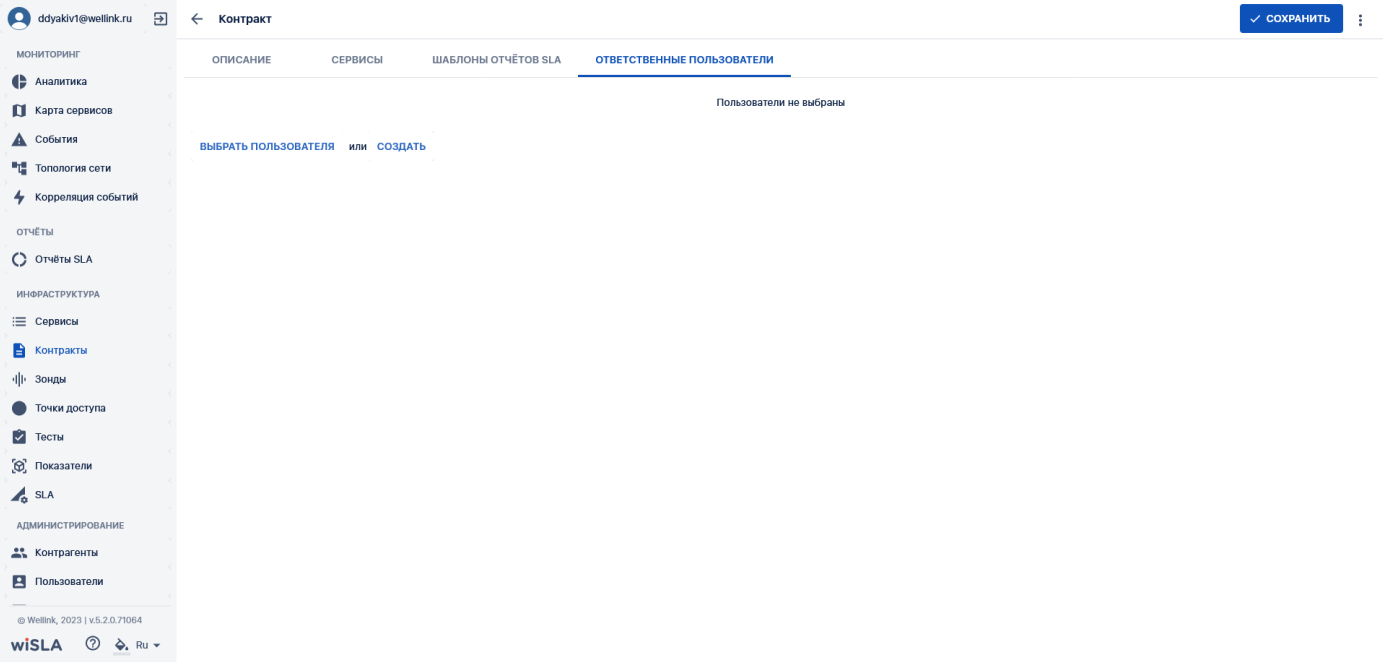 ddyakiv1@wellink.ru
Контракт
СОХРАНИТЬ
МОНИТОРИНГ
Аналитика
Карта сервисов
События
Топология сети
Корреляция событий
ОТЧЁТЫ
Отчёты SLA
ИНФРАСТРУКТУРА
Сервисы
Контракты
Зонды
Точки доступа
Тесты
Показатели
SLA
АДМИНИСТРИРОВАНИЕ
Контрагенты
Пользователи
© Wellink, 2023 | v.5.2.0.71064
wiSLA
Ru
ОПИСАНИЕ СЕРВИСЫ ШАБЛОНЫ ОТЧЁТОВ SLA ОТВЕТСТВЕННЫЕ ПОЛЬЗОВАТЕЛИ
Пользователи не выбраны
ВЫБРАТЬ ПОЛЬЗОВАТЕЛЯ или СОЗДАТЬ